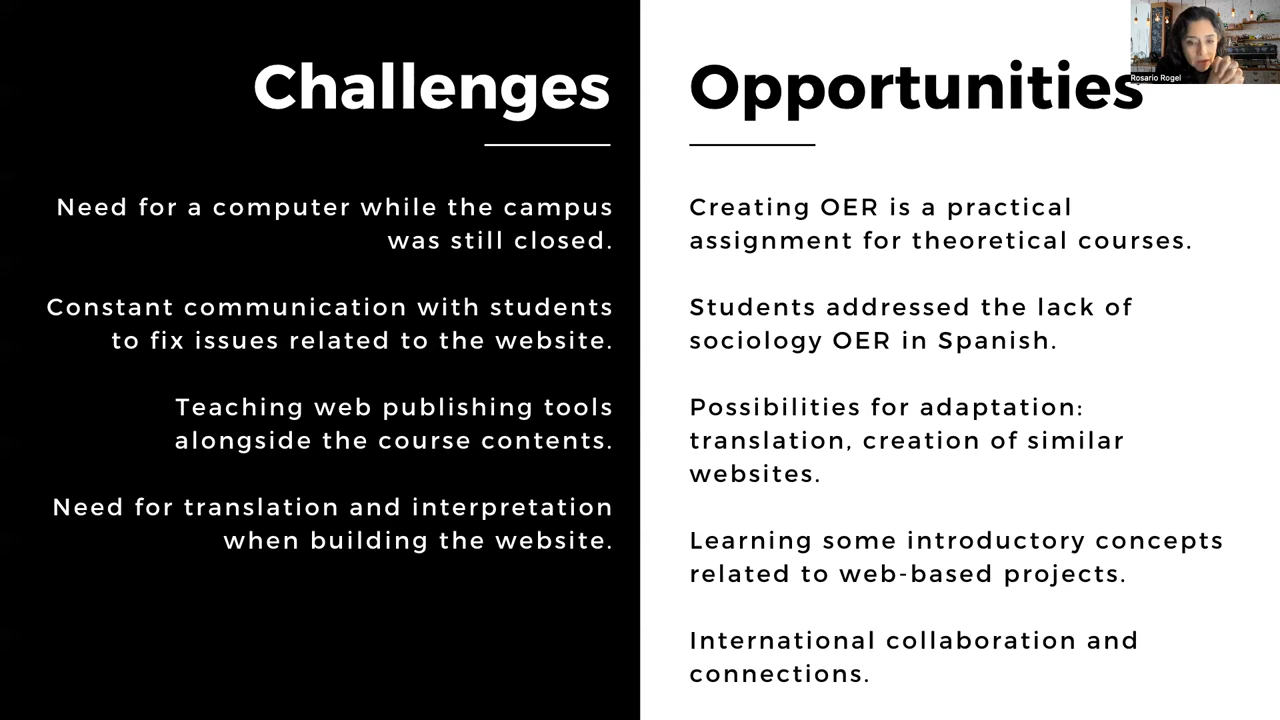 Challenges
Need for a computer while the campus
was still closed.
Constant communication with students
to fix issues related to the website.
Teaching web publishing tools
alongside the course contents.
Need for translation and interpretation
when building the website.
Opportunities
Creating OER is a practical
assignment for theoretical courses.
Students addressed the lack of
sociology OER in Spanish.
Possibilities for adaptation:
translation, creation of similar
websites.
Learning some introductory concepts
related to web-based projects.
International collaboration and
connections.
Rosario Rogel